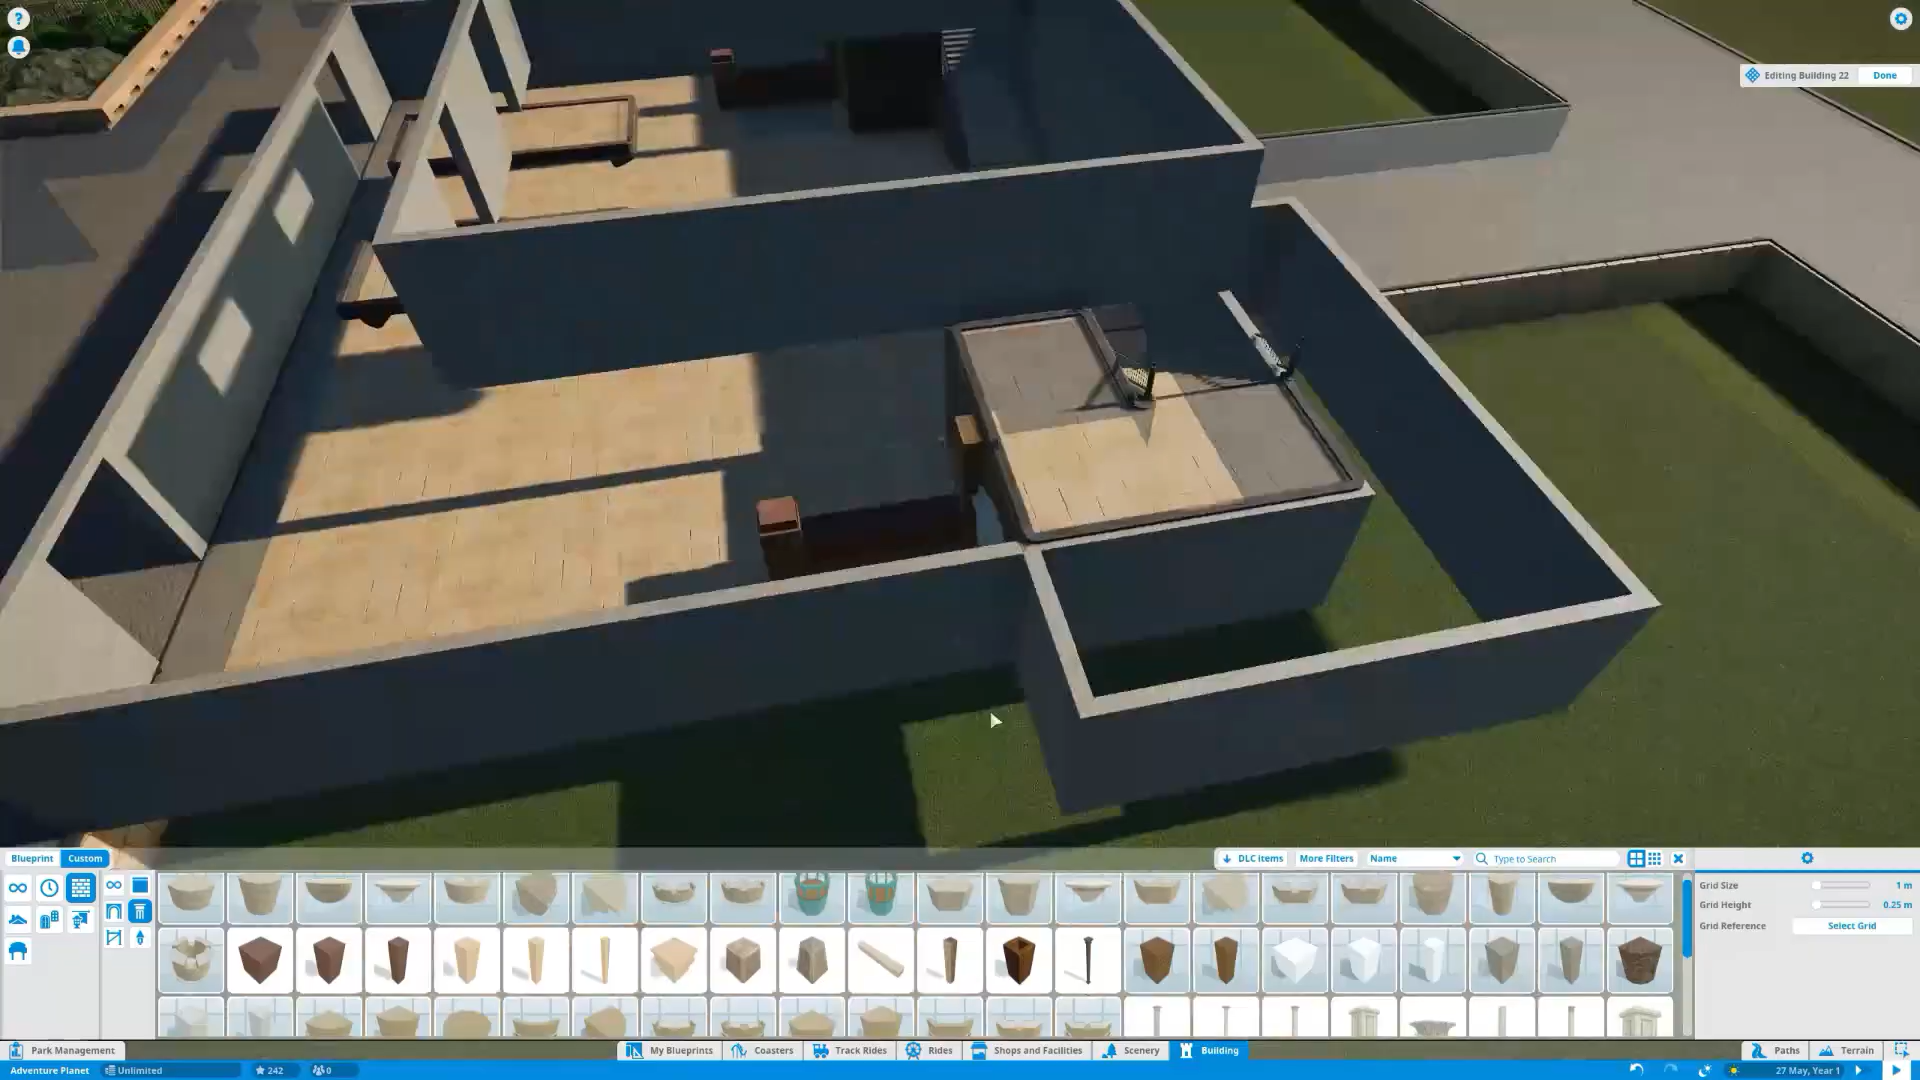 ?
Editing Building 22 Done
Blueprint Custom
DLC Items More Filters Name Type to Search
Grid Size 1 m
Grid Height 0.25 m
Grid Reference Select Grid
Park Management My Blueprints Coasters Track Rides Rides Shops and Facilities Scenery Building Paths Terrain
Adventure Planet Unlimited 242 0 27 May, Year 1